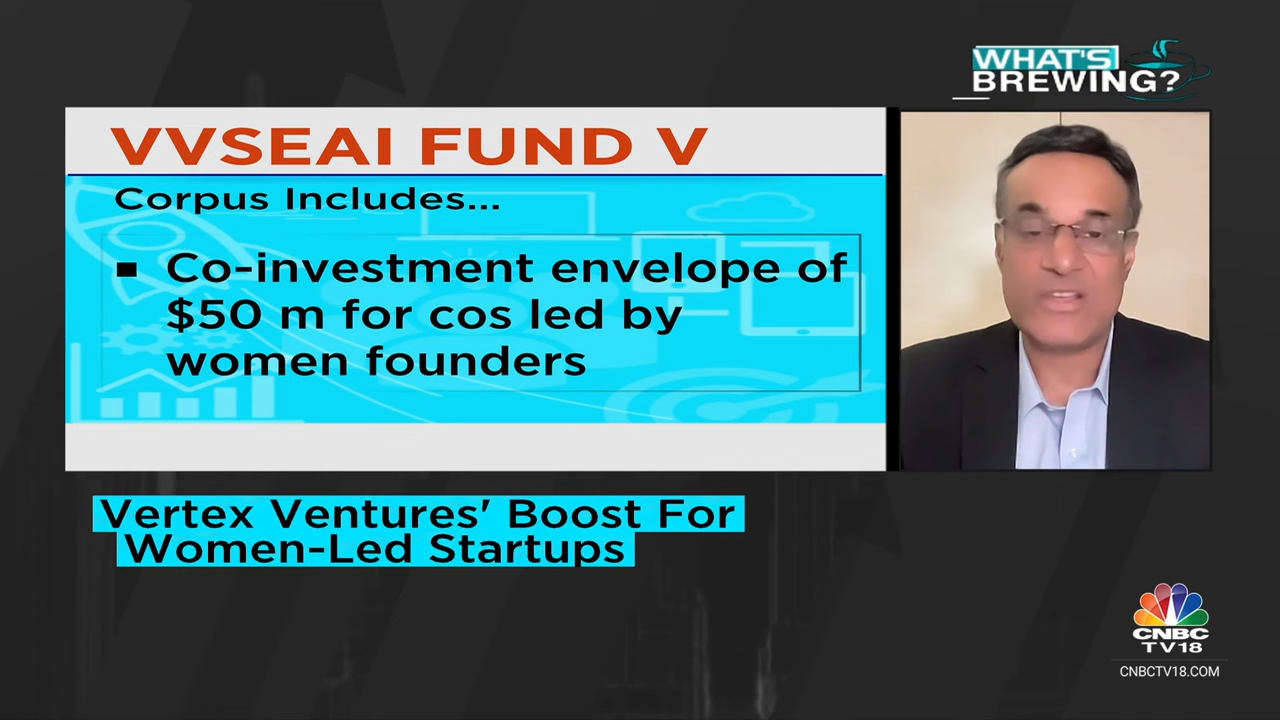 WHAT'S
BREWING?
VVSEAI FUND V
Corpus Includes...
▪ Co-investment envelope of
$50 m for cos led by
women founders
Vertex Ventures' Boost For
Women-Led Startups
CNBC
TV18
CNBCTV18.COM